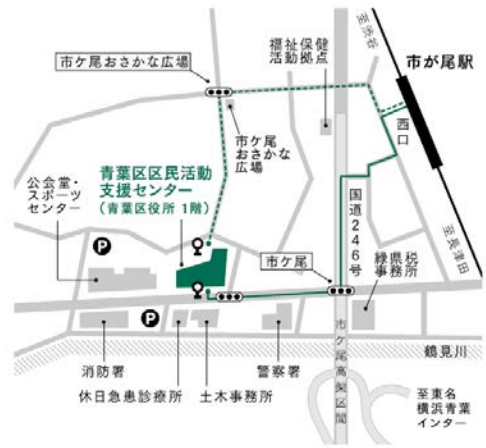 至渋谷
福祉保健
活動拠点
市ケ尾おさかな広場
市が尾駅
西口
市ケ尾
おさかな
広場
青葉区区民活動
支援センター
(青葉区役所 1階)
公会堂・
スポーツ
センター
国道246号
至長津田
P
市ケ尾
緑県税
事務所
P
鶴見川
消防署
警察署
休日急患診療所
土木事務所
市ケ尾高架区間
至東名
横浜青葉
インター